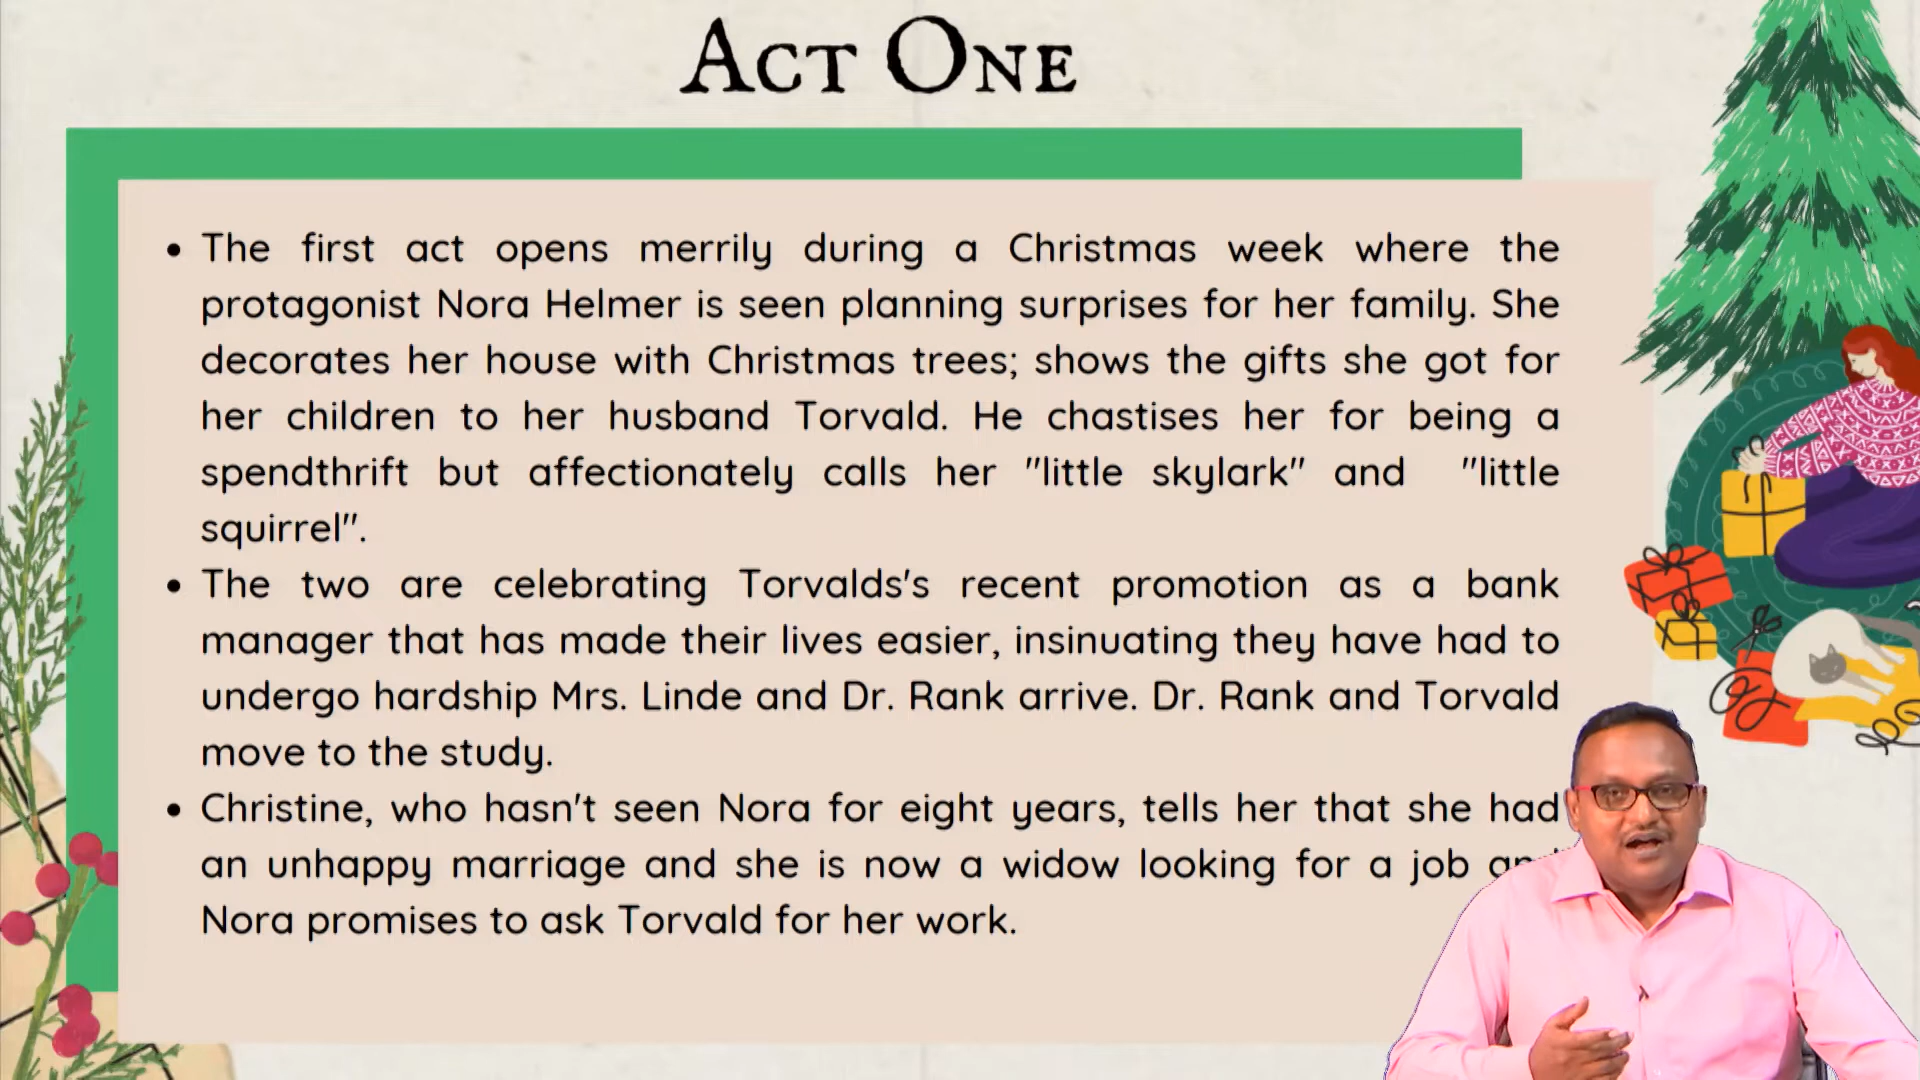 Act One
• The first act opens merrily during a Christmas week where the
protagonist Nora Helmer is seen planning surprises for her family. She
decorates her house with Christmas trees; shows the gifts she got for
her children to her husband Torvald. He chastises her for being a
spendthrift but affectionately calls her "little skylark" and "little
squirrel".
• The two are celebrating Torvalds's recent promotion as a bank
manager that has made their lives easier, insinuating they have had to
undergo hardship Mrs. Linde and Dr. Rank arrive. Dr. Rank and Torvald
move to the study.
• Christine, who hasn't seen Nora for eight years, tells her that she had
an unhappy marriage and she is now a widow looking for a job
Nora promises to ask Torvald for her work.